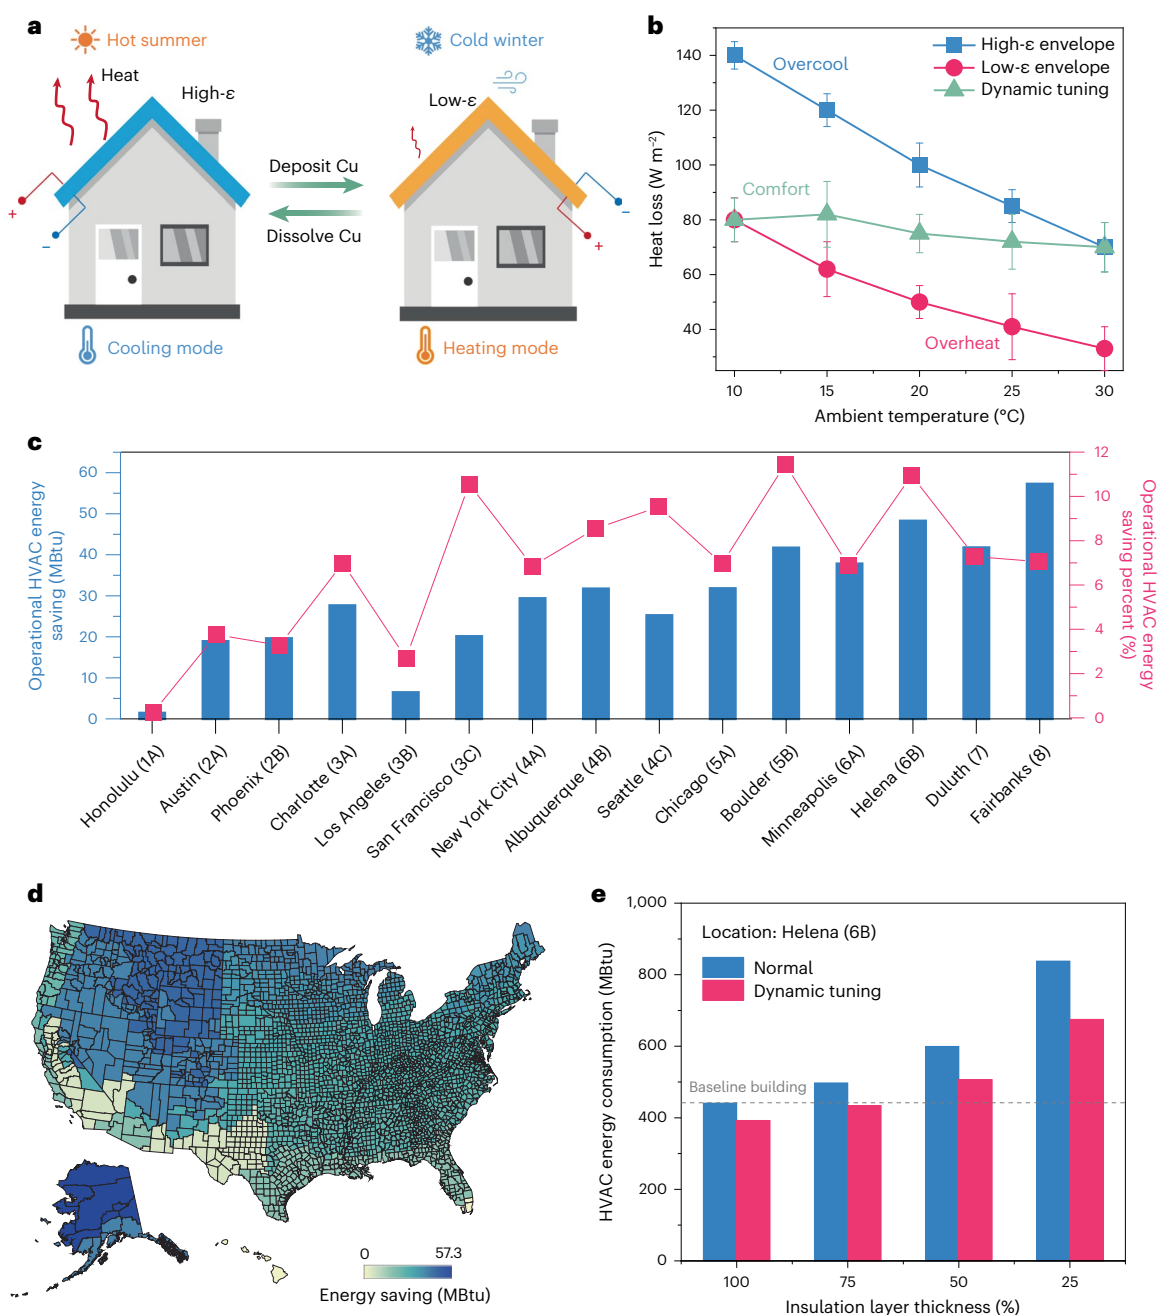 a
Hot summer
Cold winter
Heat
High-ε
Low-ε
Deposit Cu
Dissolve Cu
+
−
−
+
Cooling mode
Heating mode
b
High-ε envelope
Low-ε envelope
Dynamic tuning
Overcool
Comfort
Overheat
Heat loss (W m⁻²)
140
120
100
80
60
40
10
15
20
25
30
Ambient temperature (°C)
c
Operational HVAC energy
saving (MBtu)
60
50
40
30
20
10
0
12
10
8
6
4
2
0
Operational HVAC energy
saving percent (%)
Honolulu (1A)
Austin (2A)
Phoenix (2B)
Charlotte (3A)
Los Angeles (3B)
San Francisco (3C)
New York City (4A)
Albuquerque (4B)
Seattle (4C)
Chicago (5A)
Boulder (5B)
Minneapolis (6A)
Helena (6B)
Duluth (7)
Fairbanks (8)
d
0
57.3
Energy saving (MBtu)
e
Location: Helena (6B)
Normal
Dynamic tuning
Baseline building
HVAC energy consumption (MBtu)
1,000
800
600
400
200
0
100
75
50
25
Insulation layer thickness (%)